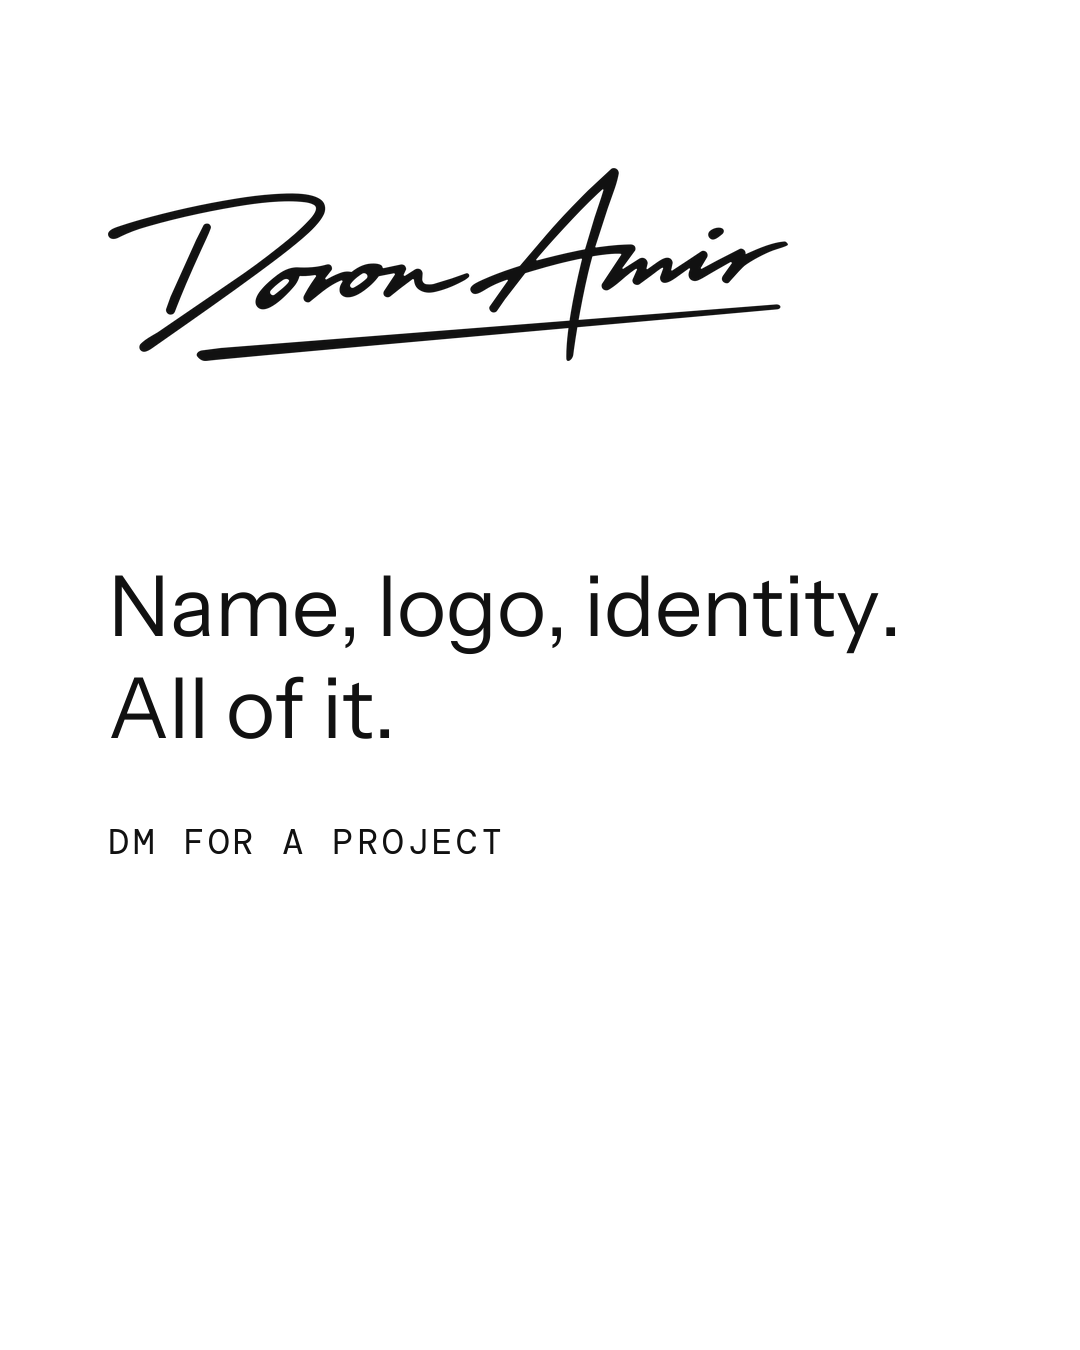 Doron Amir
Name, logo, identity.
All of it.
DM FOR A PROJECT